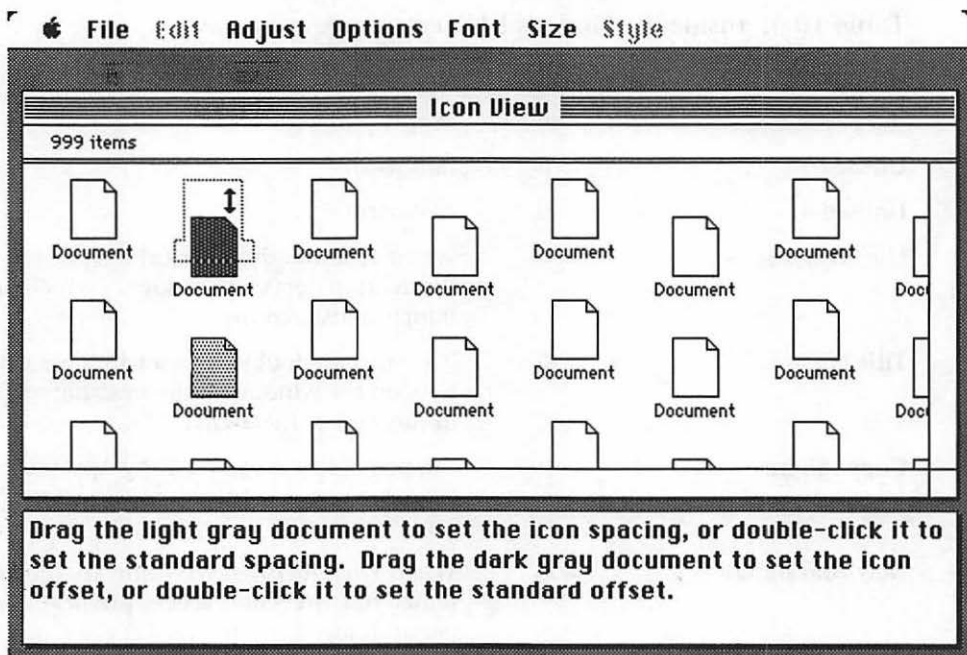 File Edit Adjust Options Font Size Style
Icon View
999 items
Document Document Document Document
Document Document Document Doc
Document Document Document Document
Document Document Document Doc
Drag the light gray document to set the icon spacing, or double-click it to
set the standard spacing. Drag the dark gray document to set the icon
offset, or double-click it to set the standard offset.